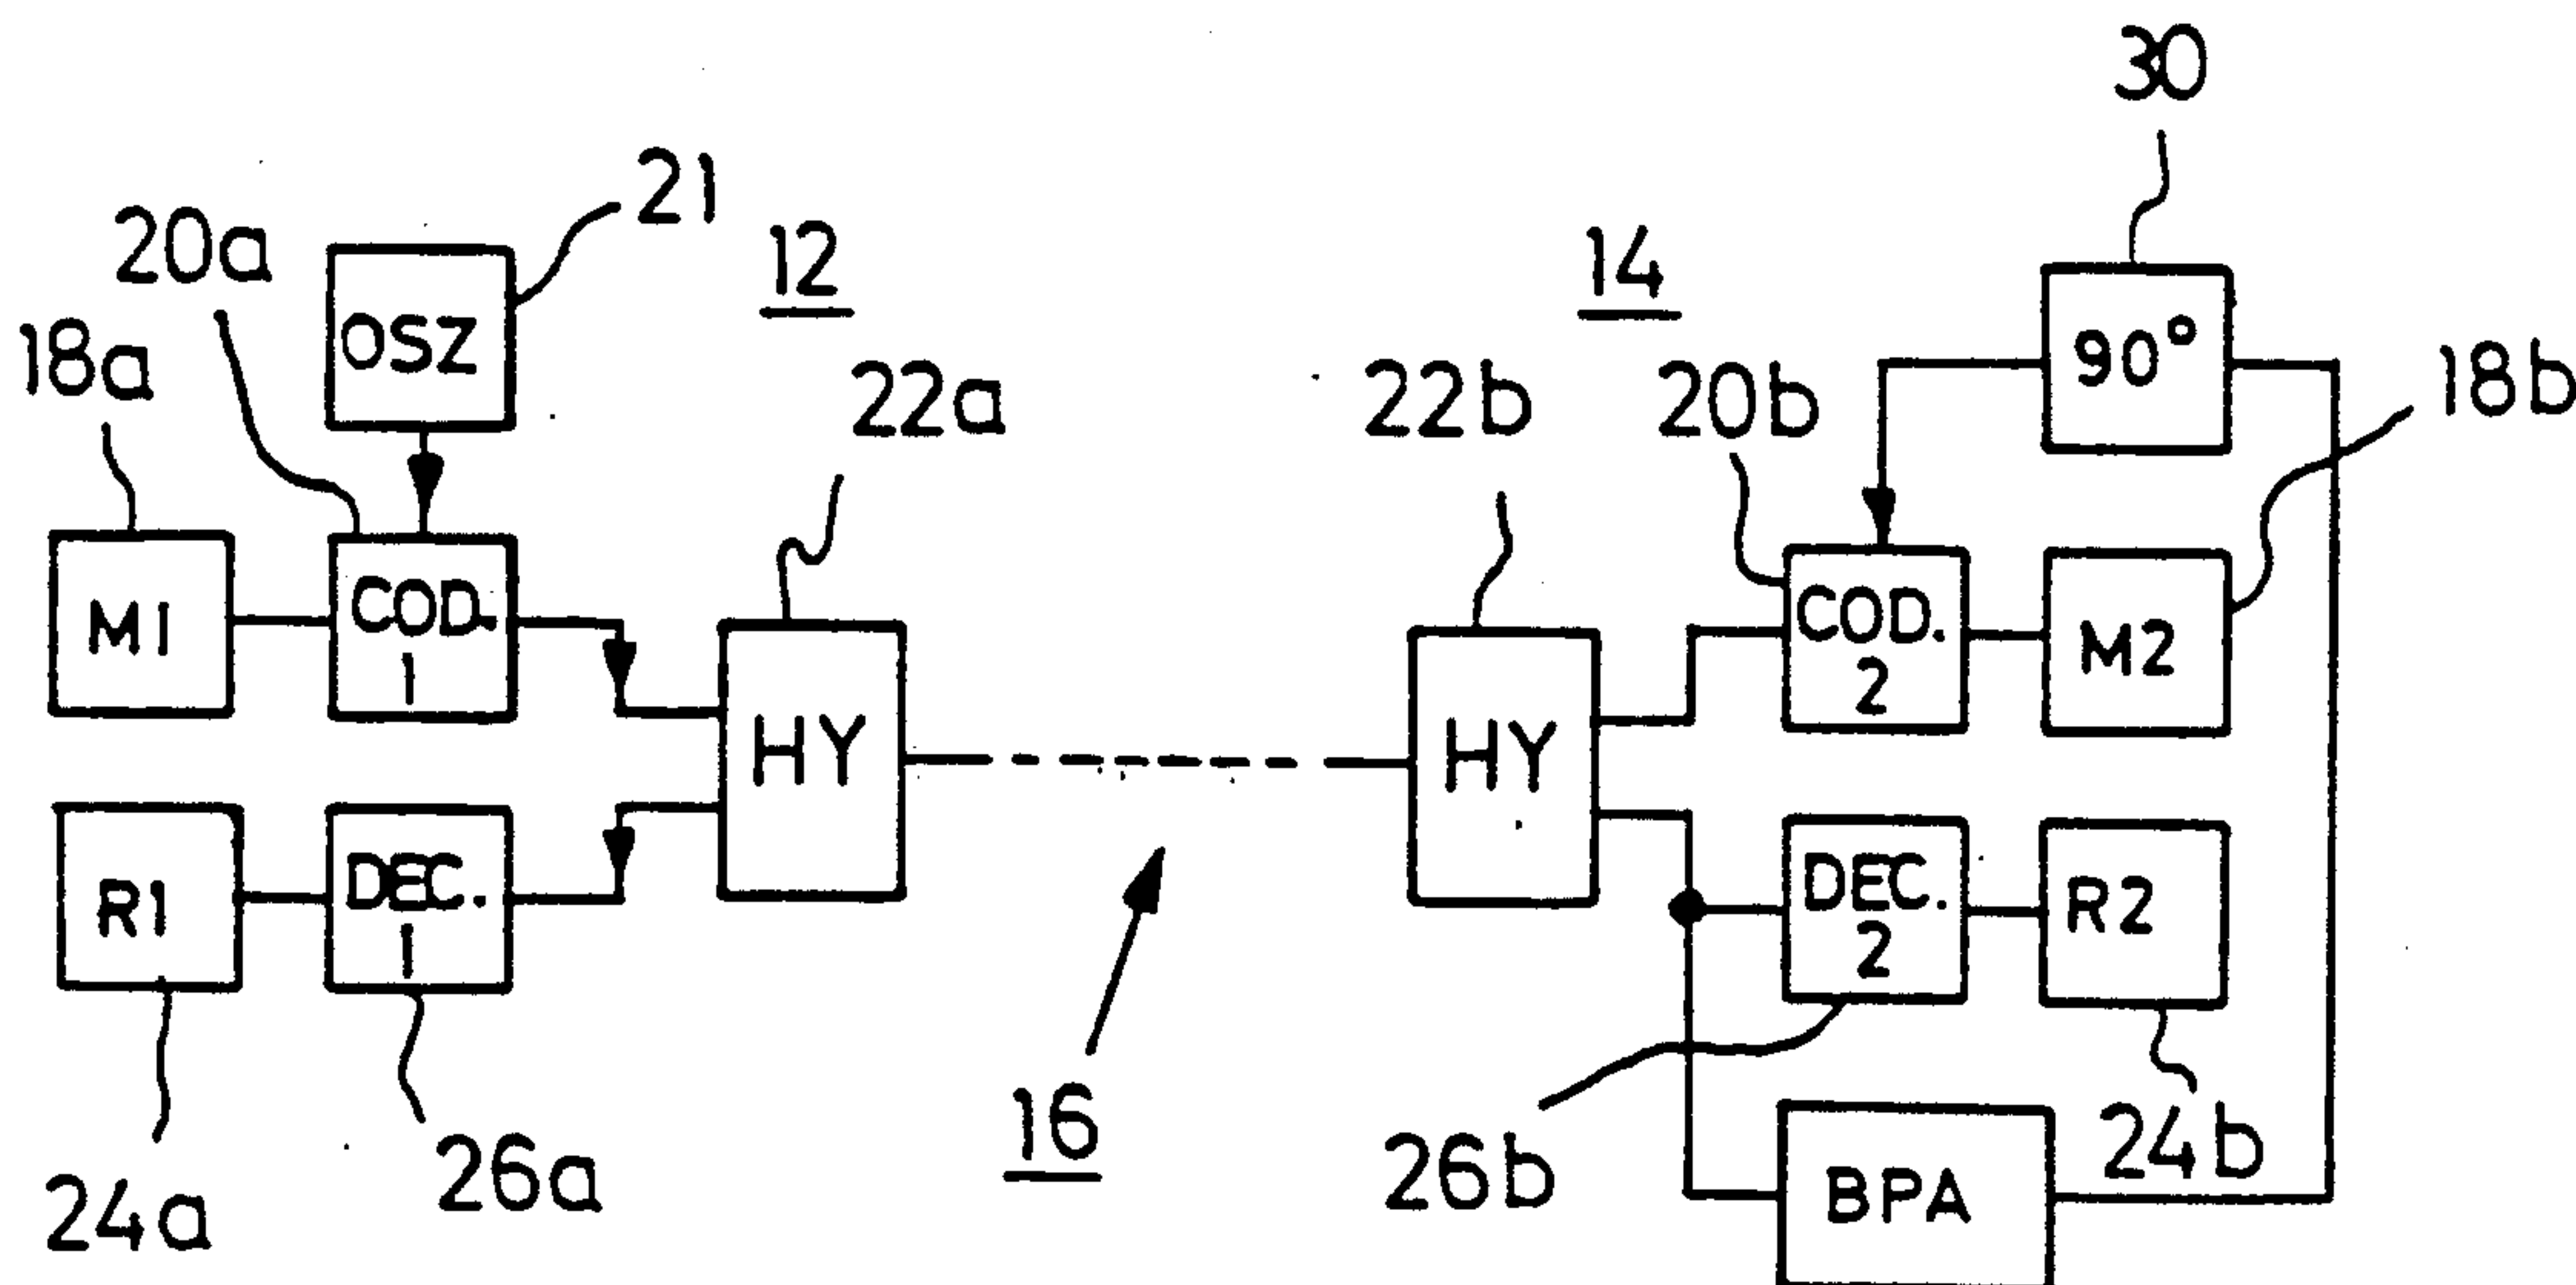 30
21
20a
12
14
OSZ
18a
90°
18b
22a
22b
20b
COD.
1
M1
COD.
2
M2
HY
HY
DEC.
1
R1
DEC.
2
R2
16
26a
24a
26b
24b
BPA